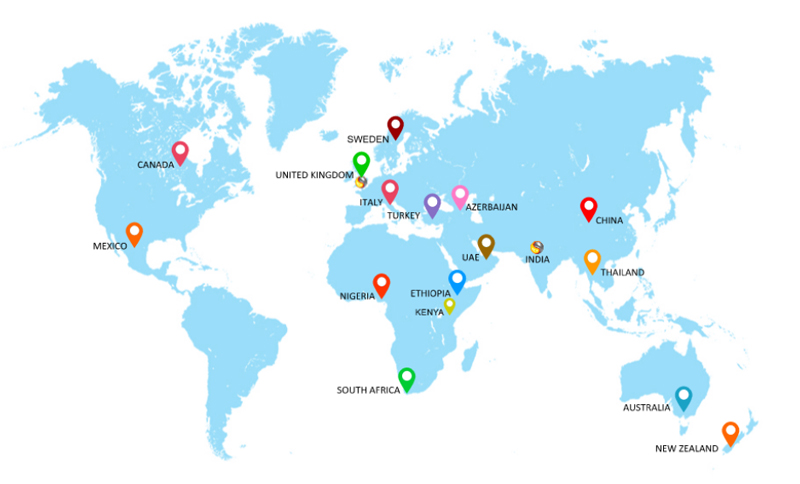 SWEDEN
CANADA
UNITED KINGDOM
ITALY
AZERBAIJAN
TURKEY
CHINA
MEXICO
UAE
INDIA
THAILAND
NIGERIA
ETHIOPIA
KENYA
SOUTH AFRICA
AUSTRALIA
NEW ZEALAND